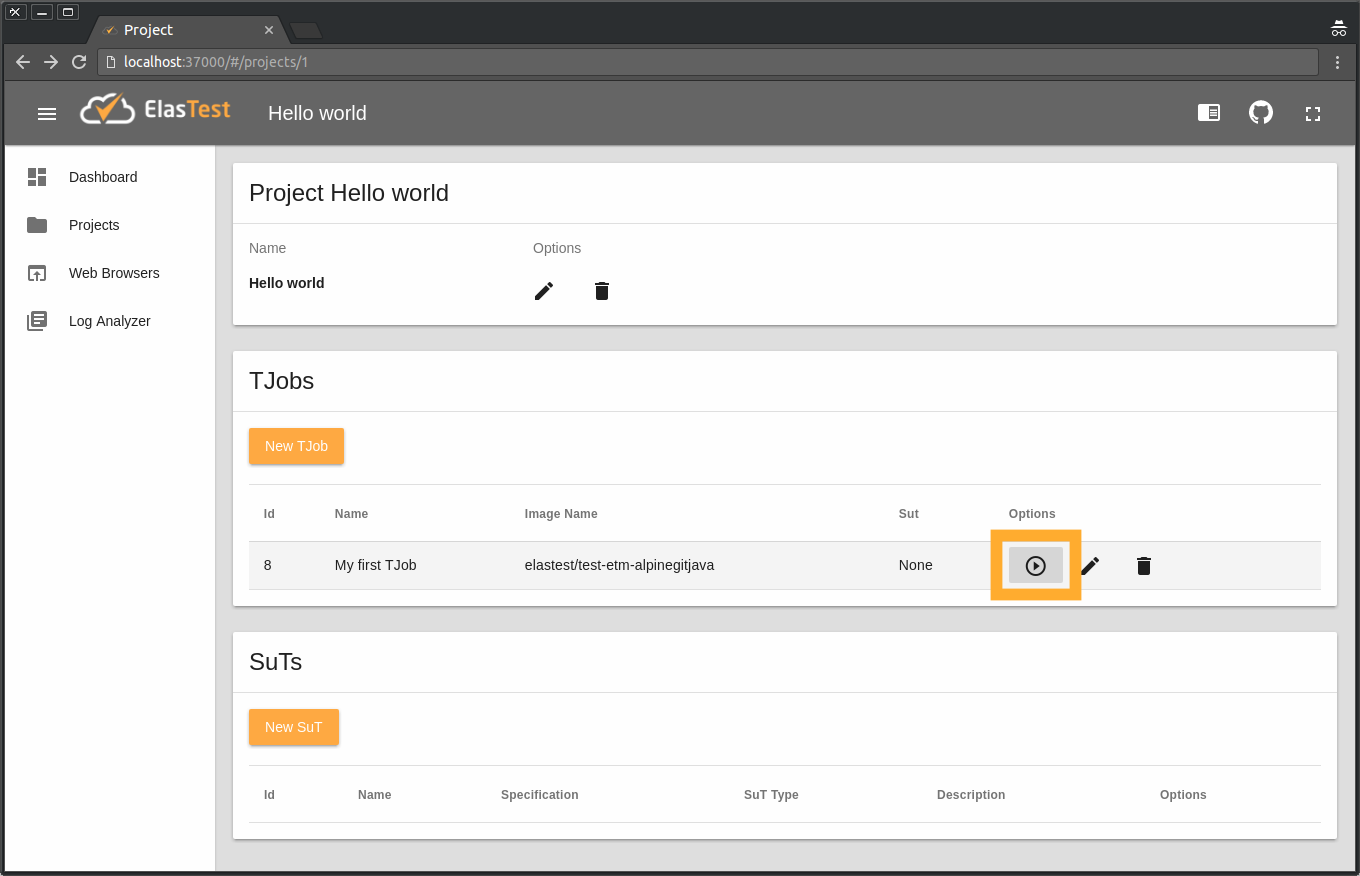 Project
localhost:37000/#/projects/1
ElasTest
Hello world
Dashboard
Projects
Web Browsers
Log Analyzer
Project Hello world
Name Options
Hello world
TJobs
New TJob
Id Name Image Name Sut Options
8 My first TJob elastest/test-etm-alpinegitjava None
SuTs
New SuT
Id Name Specification SuT Type Description Options